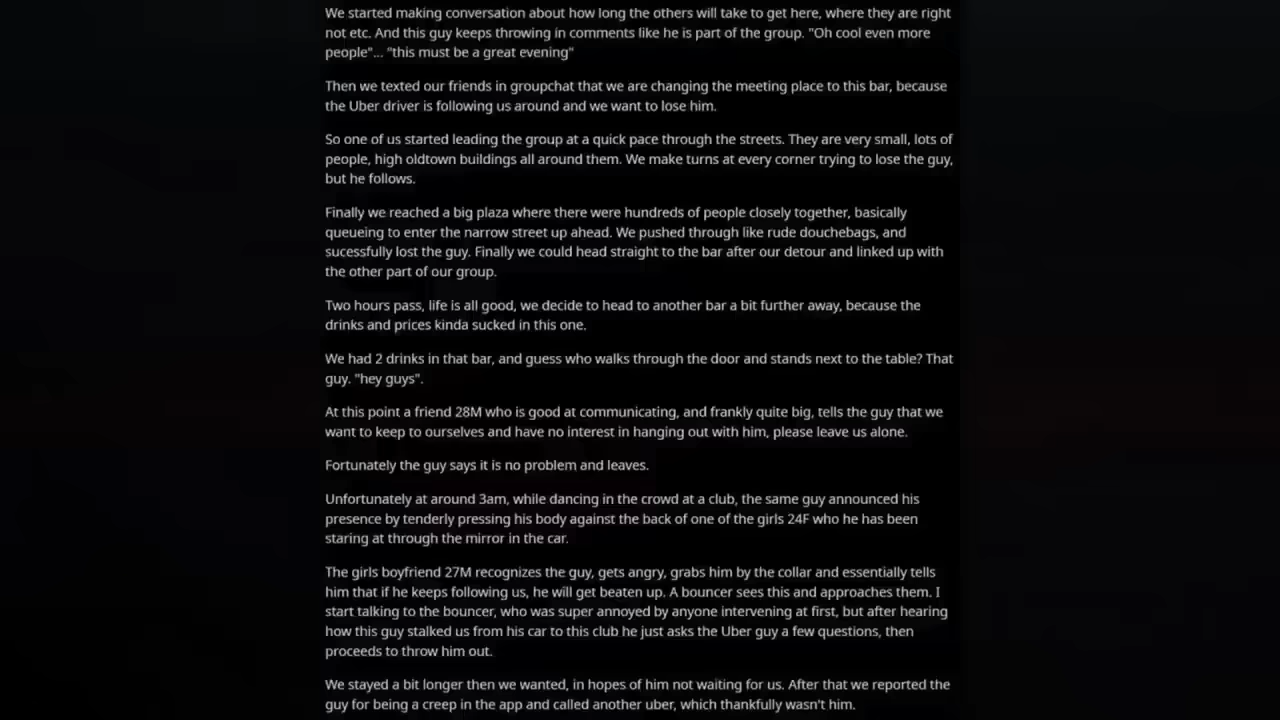 We started making conversation about how long the others will take to get here, where they are right
not etc. And this guy keeps throwing in comments like he is part of the group. "Oh cool even more
people"... "this must be a great evening"
Then we texted our friends in groupchat that we are changing the meeting place to this bar, because
the Uber driver is following us around and we want to lose him.
So one of us started leading the group at a quick pace through the streets. They are very small, lots of
people, high oldtown buildings all around them. We make turns at every corner trying to lose the guy,
but he follows.
Finally we reached a big plaza where there were hundreds of people closely together, basically
queueing to enter the narrow street up ahead. We pushed through like rude douchebags, and
sucessfully lost the guy. Finally we could head straight to the bar after our detour and linked up with
the other part of our group.
Two hours pass, life is all good, we decide to head to another bar a bit further away, because the
drinks and prices kinda sucked in this one.
We had 2 drinks in that bar, and guess who walks through the door and stands next to the table? That
guy. "hey guys".
At this point a friend 28M who is good at communicating, and frankly quite big, tells the guy that we
want to keep to ourselves and have no interest in hanging out with him, please leave us alone.
Fortunately the guy says it is no problem and leaves.
Unfortunately at around 3am, while dancing in the crowd at a club, the same guy announced his
presence by tenderly pressing his body against the back of one of the girls 24F who he has been
staring at through the mirror in the car.
The girls boyfriend 27M recognizes the guy, gets angry, grabs him by the collar and essentially tells
him that if he keeps following us, he will get beaten up. A bouncer sees this and approaches them. I
start talking to the bouncer, who was super annoyed by anyone intervening at first, but after hearing
how this guy stalked us from his car to this club he just asks the Uber guy a few questions, then
proceeds to throw him out.
We stayed a bit longer then we wanted, in hopes of him not waiting for us. After that we reported the
guy for being a creep in the app and called another uber, which thankfully wasn't him.